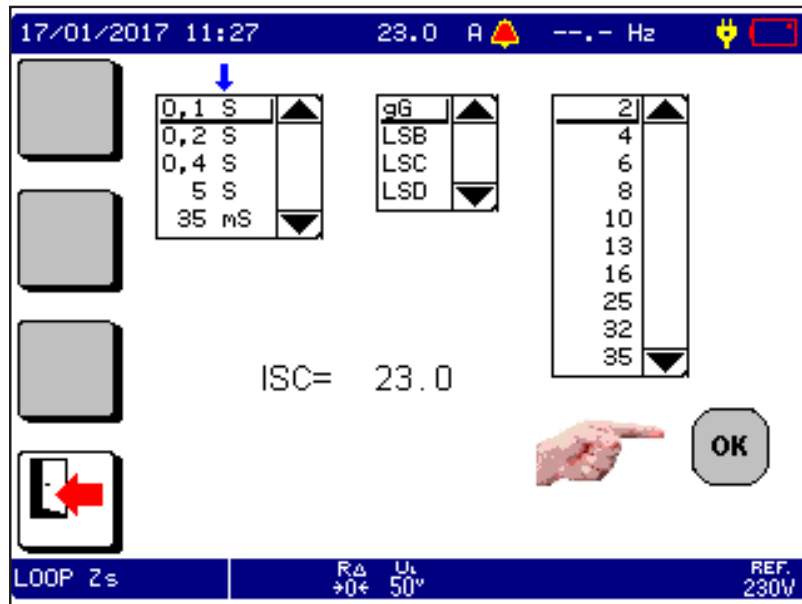 17/01/2017 11:27 23.0 A --.- Hz
0,1 S
0,2 S
0,4 S
5 S
35 mS
gG
LSB
LSC
LSD
2
4
6
8
10
13
16
25
32
35
ISC= 23.0
OK
LOOP Zs
RΔ
→0←
UL
50V
REF.
230V